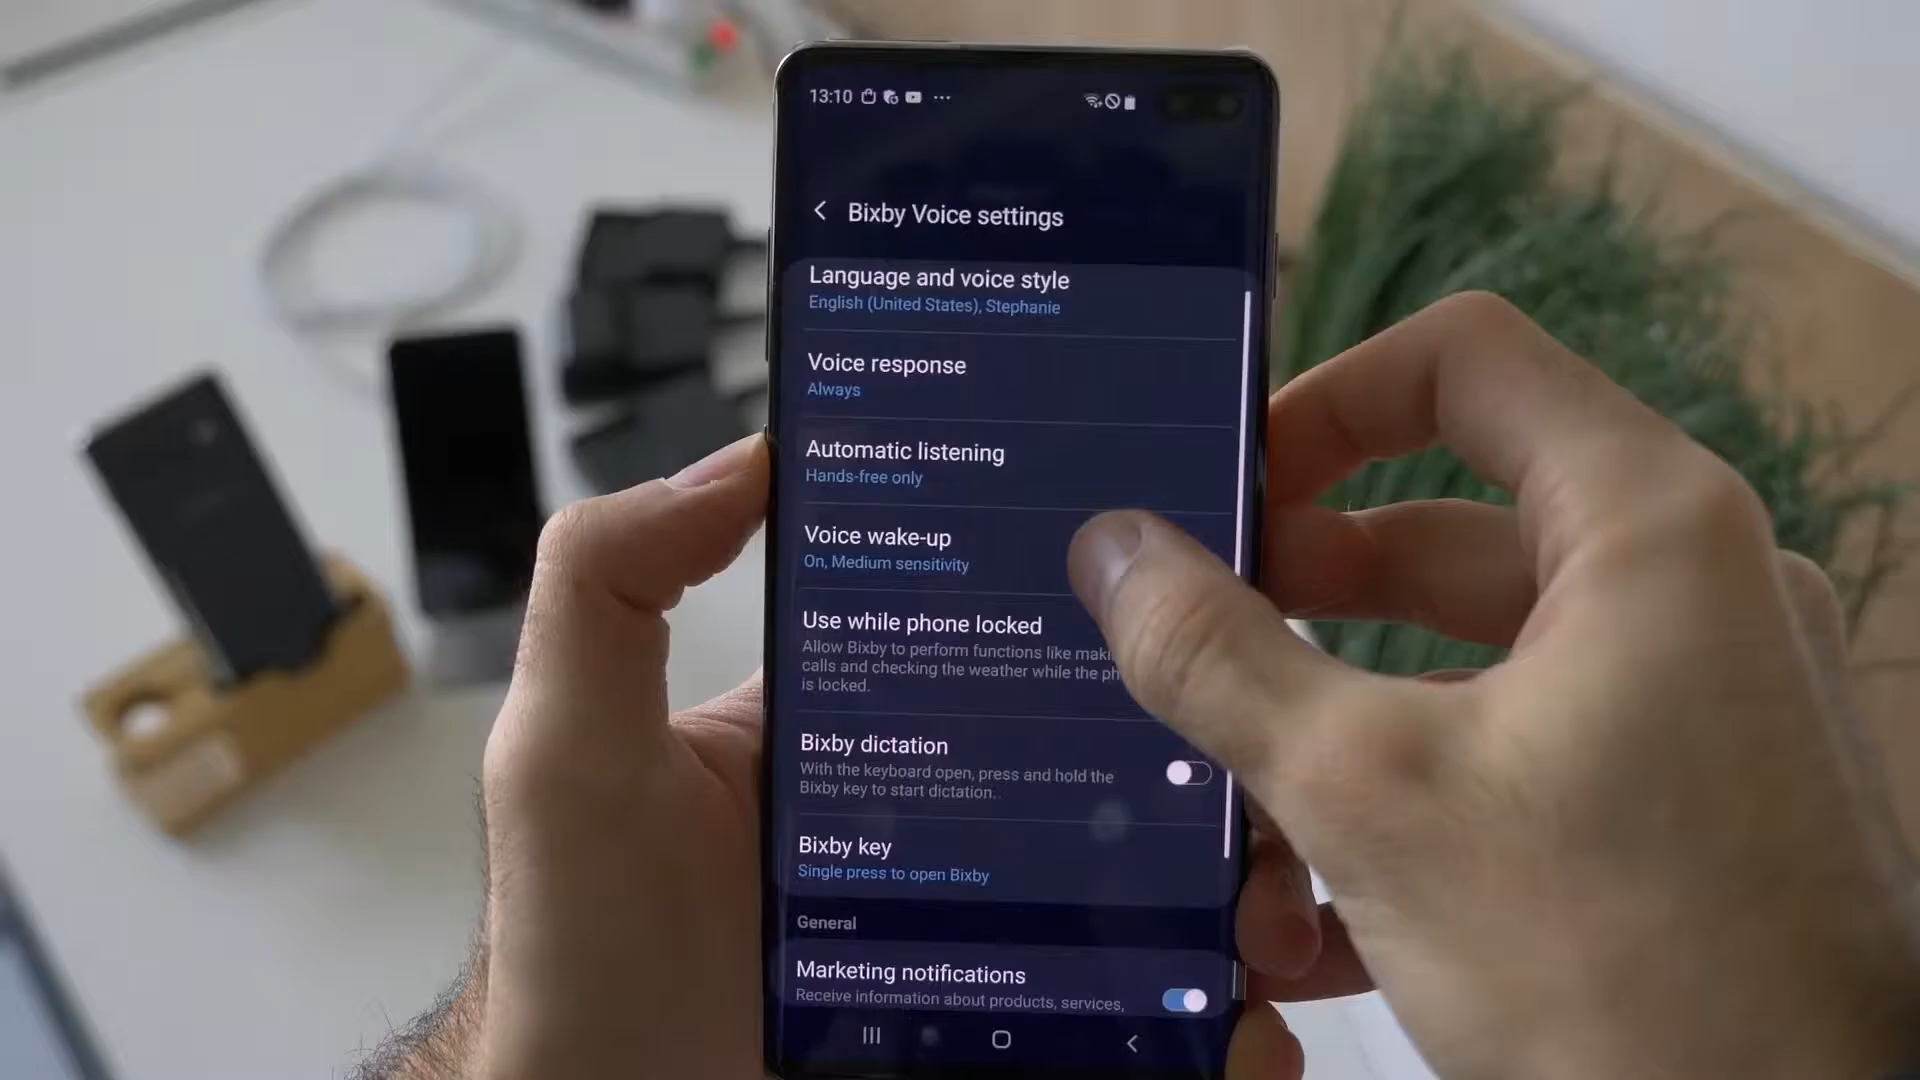 13:10
Bixby Voice settings
Language and voice style
English (United States), Stephanie
Voice response
Always
Automatic listening
Hands-free only
Voice wake-up
On, Medium sensitivity
Use while phone locked
Allow Bixby to perform functions like
calls and checking the weather while the
is locked.
Bixby dictation
With the keyboard open, press and hold the
Bixby key to start dictation.
Bixby key
Single press to open Bixby
General
Marketing notifications
Receive information about products, services,